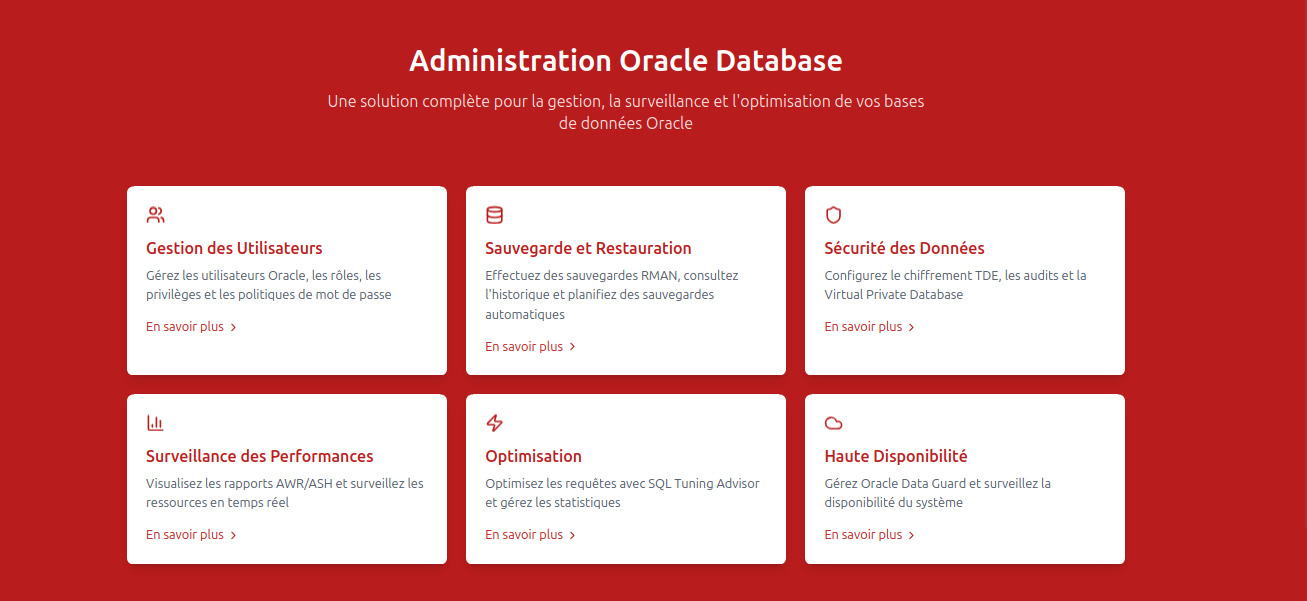 Administration Oracle Database
Une solution complète pour la gestion, la surveillance et l'optimisation de vos bases
de données Oracle
Gestion des Utilisateurs
Gérez les utilisateurs Oracle, les rôles, les
privilèges et les politiques de mot de passe
En savoir plus
Sauvegarde et Restauration
Effectuez des sauvegardes RMAN, consultez
l'historique et planifiez des sauvegardes
automatiques
En savoir plus
Sécurité des Données
Configurez le chiffrement TDE, les audits et la
Virtual Private Database
En savoir plus
Surveillance des Performances
Visualisez les rapports AWR/ASH et surveillez les
ressources en temps réel
En savoir plus
Optimisation
Optimisez les requêtes avec SQL Tuning Advisor
et gérez les statistiques
En savoir plus
Haute Disponibilité
Gérez Oracle Data Guard et surveillez la
disponibilité du système
En savoir plus